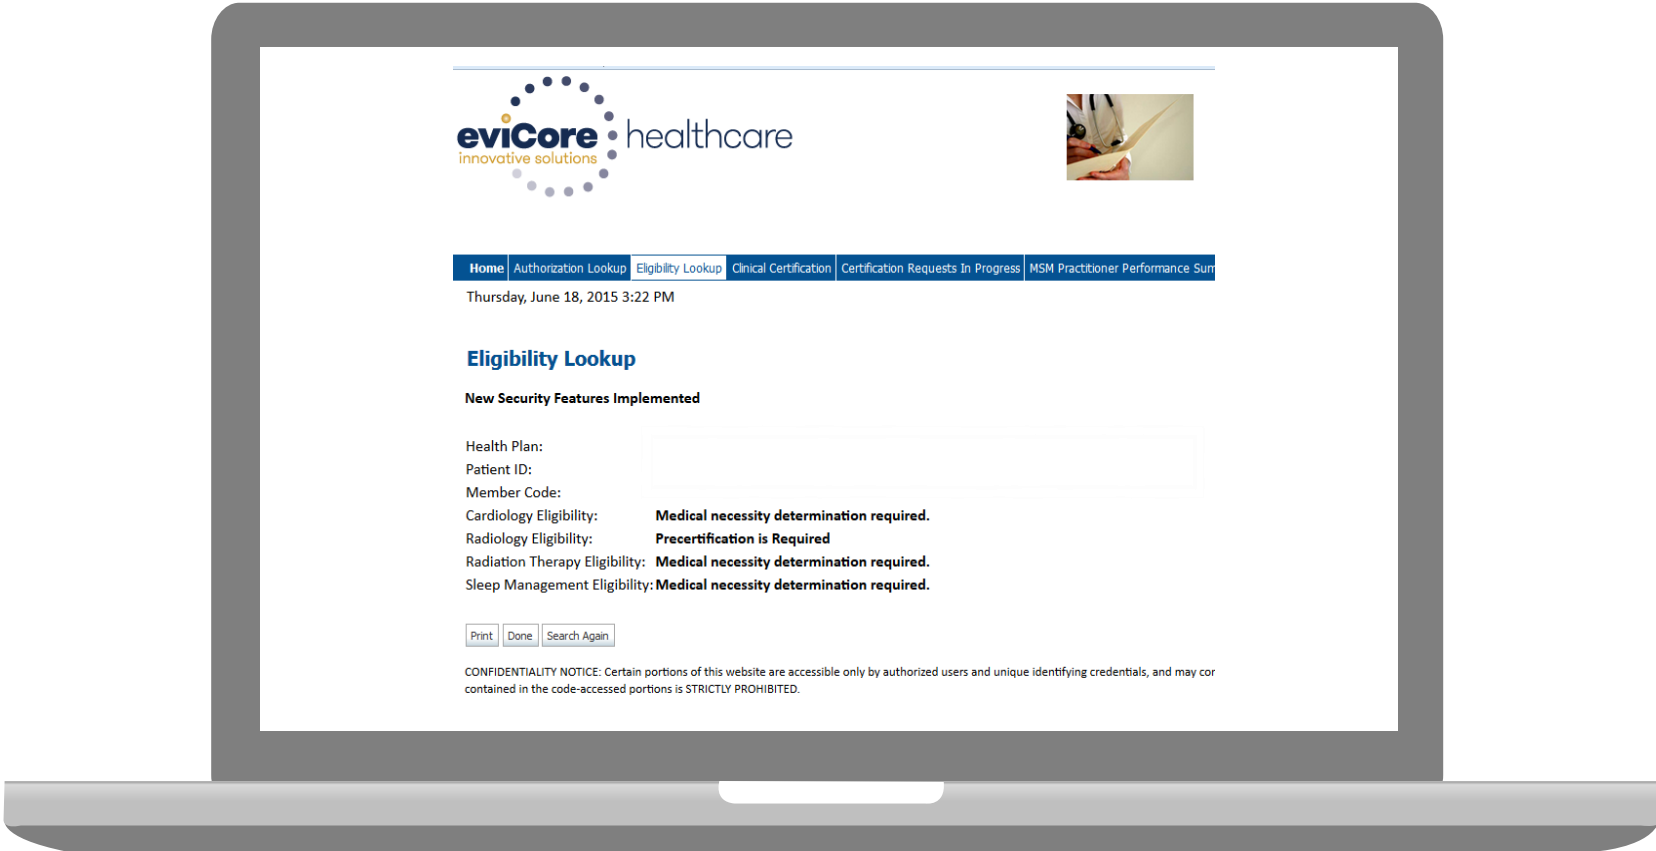 eviCore healthcare
innovative solutions
Home Authorization Lookup Eligibility Lookup Clinical Certification Certification Requests In Progress MSM Practitioner Performance Sum
Thursday, June 18, 2015 3:22 PM
Eligibility Lookup
New Security Features Implemented
Health Plan:
Patient ID:
Member Code:
Cardiology Eligibility: Medical necessity determination required.
Radiology Eligibility: Precertification is Required
Radiation Therapy Eligibility: Medical necessity determination required.
Sleep Management Eligibility: Medical necessity determination required.
Print Done Search Again
CONFIDENTIALITY NOTICE: Certain portions of this website are accessible only by authorized users and unique identifying credentials, and may cor
contained in the code-accessed portions is STRICTLY PROHIBITED.